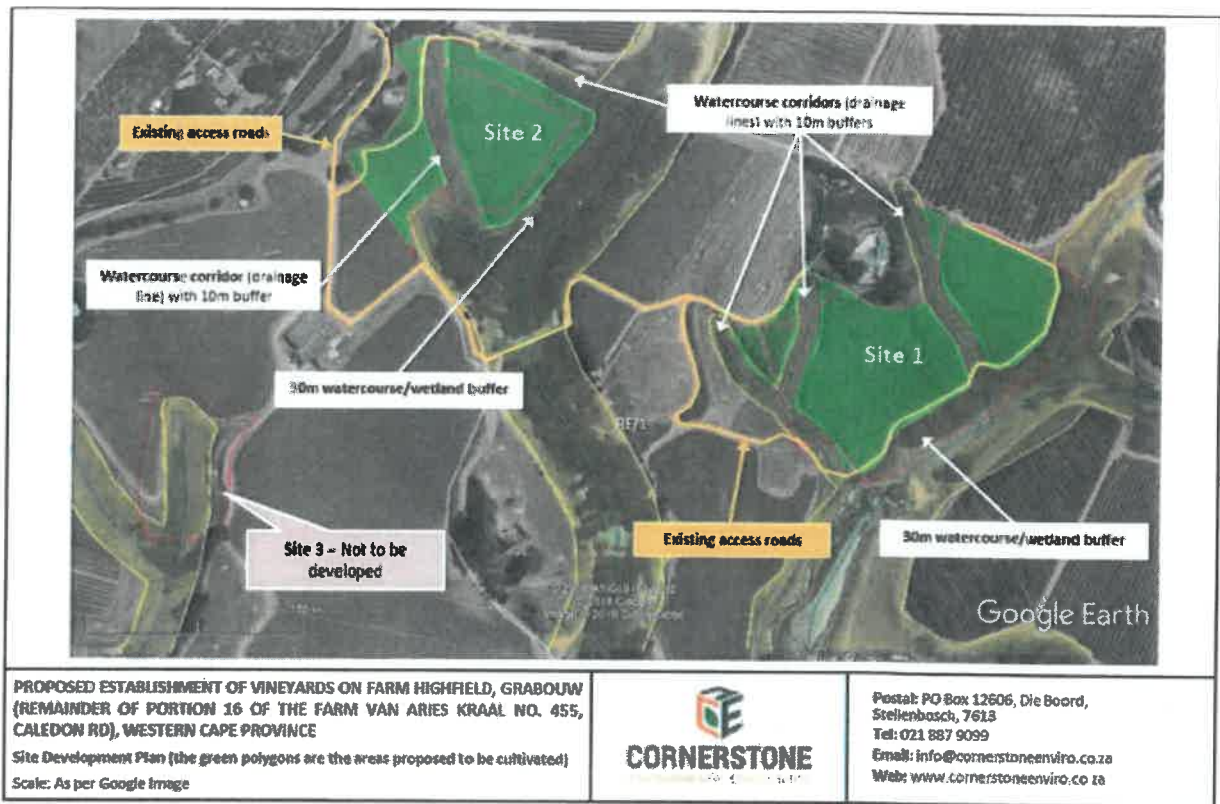 Watercourse corridors (drainage
lines) with 10m buffers
Existing access roads
Site 2
Watercourse corridor (drainage
line) with 10m buffer
Site 1
30m watercourse/wetland buffer
RE/1
Site 3 – Not to be
developed
Existing access roads
30m watercourse/wetland buffer
Google Earth
PROPOSED ESTABLISHMENT OF VINEYARDS ON FARM HIGHFIELD, GRABOUW
(REMAINDER OF PORTION 16 OF THE FARM VAN ARIES KRAAL NO. 455,
CALEDON RD), WESTERN CAPE PROVINCE
Site Development Plan (the green polygons are the areas proposed to be cultivated)
Scale: As per Google Image
CORNERSTONE
Postal: PO Box 12606, Die Boord,
Stellenbosch, 7613
Tel: 021 887 9099
Email: info@cornerstoneenviro.co.za
Web: www.cornerstoneenviro.co.za